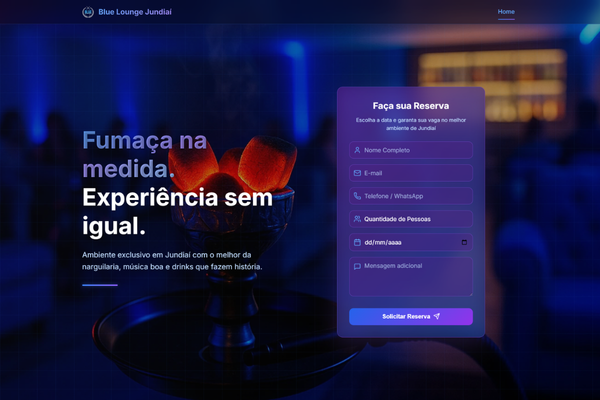 Blue Lounge Jundiaí
Home
Fumaça na
medida.
Experiência sem
igual.
Ambiente exclusivo em Jundiaí com o melhor da
narguilaria, música boa e drinks que fazem história.
Faça sua Reserva
Escolha a data e garanta sua vaga no melhor
ambiente de Jundiaí
Nome Completo
E-mail
Telefone / WhatsApp
Quantidade de Pessoas
dd/mm/aaaa
Mensagem adicional
Solicitar Reserva